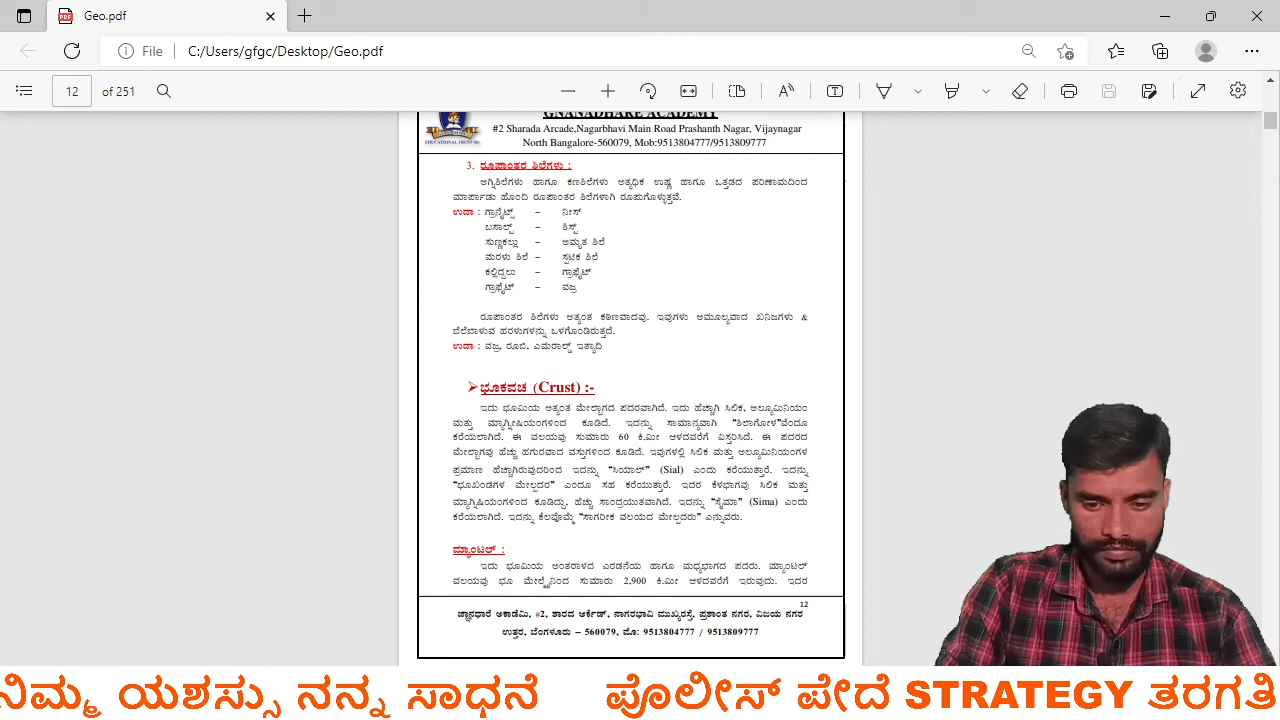 Geo.pdf
File
C:/Users/gfgc/Desktop/Geo.pdf
12 of 251
GNANADHARE ACADEMY
#2 Sharada Arcade,Nagarbhavi Main Road Prashanth Nagar, Vijaynagar
North Bangalore-560079, Mob:9513804777/9513809777
3. ರೂಪಾಂತರ ಶಿಲೆಗಳು :
ಅಗ್ನಿಶಿಲೆಗಳು ಹಾಗೂ ಕಣಶಿಲೆಗಳು ಅತ್ಯಧಿಕ ಉಷ್ಣ ಹಾಗೂ ಒತ್ತಡದ ಪರಿಣಾಮದಿಂದ
ಮಾರ್ಪಾಡು ಹೊಂದಿ ರೂಪಾಂತರ ಶಿಲೆಗಳಾಗಿ ರೂಪುಗೊಳ್ಳುತ್ತವೆ.
ಉದಾ : ಗ್ರಾನೈಟ್ಸ್ – ನೀಸ್
ಬಸಾಲ್ಟ್ – ಶಿಸ್ಟ್
ಸುಣ್ಣಕಲ್ಲು – ಅಮೃತ ಶಿಲೆ
ಮರಳು ಶಿಲೆ – ಸ್ಪಟಿಕ ಶಿಲೆ
ಕಲ್ಲಿದ್ದಲು – ಗ್ರಾಫೈಟ್
ಗ್ರಾಫೈಟ್ – ವಜ್ರ
ರೂಪಾಂತರ ಶಿಲೆಗಳು ಅತ್ಯಂತ ಕಠಿಣವಾದವು. ಇವುಗಳು ಅಮೂಲ್ಯವಾದ ಖನಿಜಗಳು &
ಬೆಲೆಬಾಳುವ ಹರಳುಗಳನ್ನು ಒಳಗೊಂಡಿರುತ್ತದೆ.
ಉದಾ : ವಜ್ರ, ರೂಬಿ, ಎಮರಾಲ್ಡ್ ಇತ್ಯಾದಿ
➢ ಭೂಕವಚ (Crust) :-
ಇದು ಭೂಮಿಯ ಅತ್ಯಂತ ಮೇಲ್ಭಾಗದ ಪದರವಾಗಿದೆ. ಇದು ಹೆಚ್ಚಾಗಿ ಸಿಲಿಕ, ಅಲ್ಯೂಮಿನಿಯಂ
ಮತ್ತು ಮ್ಯಾಗ್ನೀಷಿಯಂಗಳಿಂದ ಕೂಡಿದೆ. ಇದನ್ನು ಸಾಮಾನ್ಯವಾಗಿ “ಶಿಲಾಗೋಳ”ವೆಂದೂ
ಕರೆಯಲಾಗಿದೆ. ಈ ವಲಯವು ಸುಮಾರು 60 ಕಿ.ಮೀ ಆಳದವರೆಗೆ ವಿಸ್ತರಿಸಿದೆ. ಈ ಪದರದ
ಮೇಲ್ಭಾಗವು ಹೆಚ್ಚು ಹಗುರವಾದ ವಸ್ತುಗಳಿಂದ ಕೂಡಿದೆ. ಇವುಗಳಲ್ಲಿ ಸಿಲಿಕ ಮತ್ತು ಅಲ್ಯೂಮಿನಿಯಂಗಳ
ಪ್ರಮಾಣ ಹೆಚ್ಚಾಗಿರುವುದರಿಂದ ಇದನ್ನು “ಸಿಯಾಲ್” (Sial) ಎಂದು ಕರೆಯುತ್ತಾರೆ. ಇದನ್ನು
“ಭೂಖಂಡಗಳ ಮೇಲ್ಪದರ” ಎಂದೂ ಸಹ ಕರೆಯುತ್ತಾರೆ. ಇದರ ಕೆಳಭಾಗವು ಸಿಲಿಕ ಮತ್ತು
ಮ್ಯಾಗ್ನಿಷಿಯಂಗಳಿಂದ ಕೂಡಿದ್ದು, ಹೆಚ್ಚು ಸಾಂದ್ರಯುತವಾಗಿದೆ. ಇದನ್ನು “ಸೈಮಾ” (Sima) ಎಂದು
ಕರೆಯಲಾಗಿದೆ. ಇದನ್ನು ಕೆಲವೊಮ್ಮೆ “ಸಾಗರೀಕ ವಲಯದ ಮೇಲ್ಪದರು” ಎನ್ನುವರು.
ಮ್ಯಾಂಟಲ್ :
ಇದು ಭೂಮಿಯ ಅಂತರಾಳದ ಎರಡನೆಯ ಹಾಗೂ ಮಧ್ಯಭಾಗದ ಪದರು. ಮ್ಯಾಂಟಲ್
ವಲಯವು ಭೂ ಮೇಲ್ಮೈನಿಂದ ಸುಮಾರು 2,900 ಕಿ.ಮೀ ಆಳದವರೆಗೆ ಇರುವುದು. ಇದರ
12
ಜ್ಞಾನಧಾರೆ ಅಕಾಡೆಮಿ, #2, ಶಾರದ ಆರ್ಕೆಡ್, ನಾಗರಭಾವಿ ಮುಖ್ಯರಸ್ತೆ, ಪ್ರಶಾಂತ ನಗರ, ವಿಜಯ ನಗರ
ಉತ್ತರ, ಬೆಂಗಳೂರು – 560079, ಮೊ: 9513804777 / 9513809777
ನಿಮ್ಮ ಯಶಸ್ಸು ನನ್ನ ಸಾಧನೆ ಪೊಲೀಸ್ ಪೇದೆ STRATEGY ತರಗತಿ